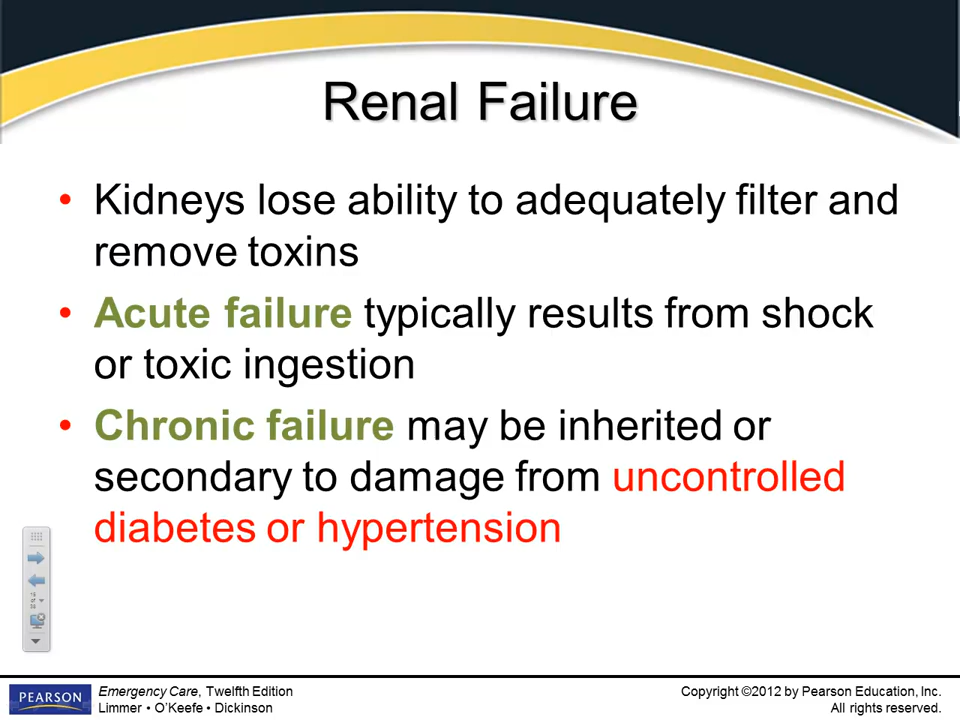 Renal Failure
• Kidneys lose ability to adequately filter and
remove toxins
• Acute failure typically results from shock
or toxic ingestion
• Chronic failure may be inherited or
secondary to damage from uncontrolled
diabetes or hypertension
of
PEARSON
Emergency Care, Twelfth Edition
Limmer • O’Keefe • Dickinson
Copyright ©2012 by Pearson Education, Inc.
All rights reserved.